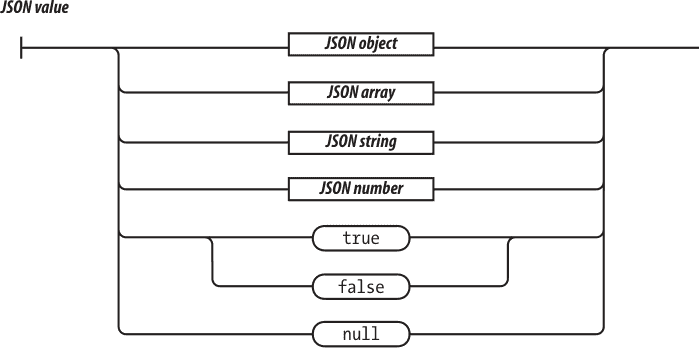 JSON value
JSON object
JSON array
JSON string
JSON number
true
false
null